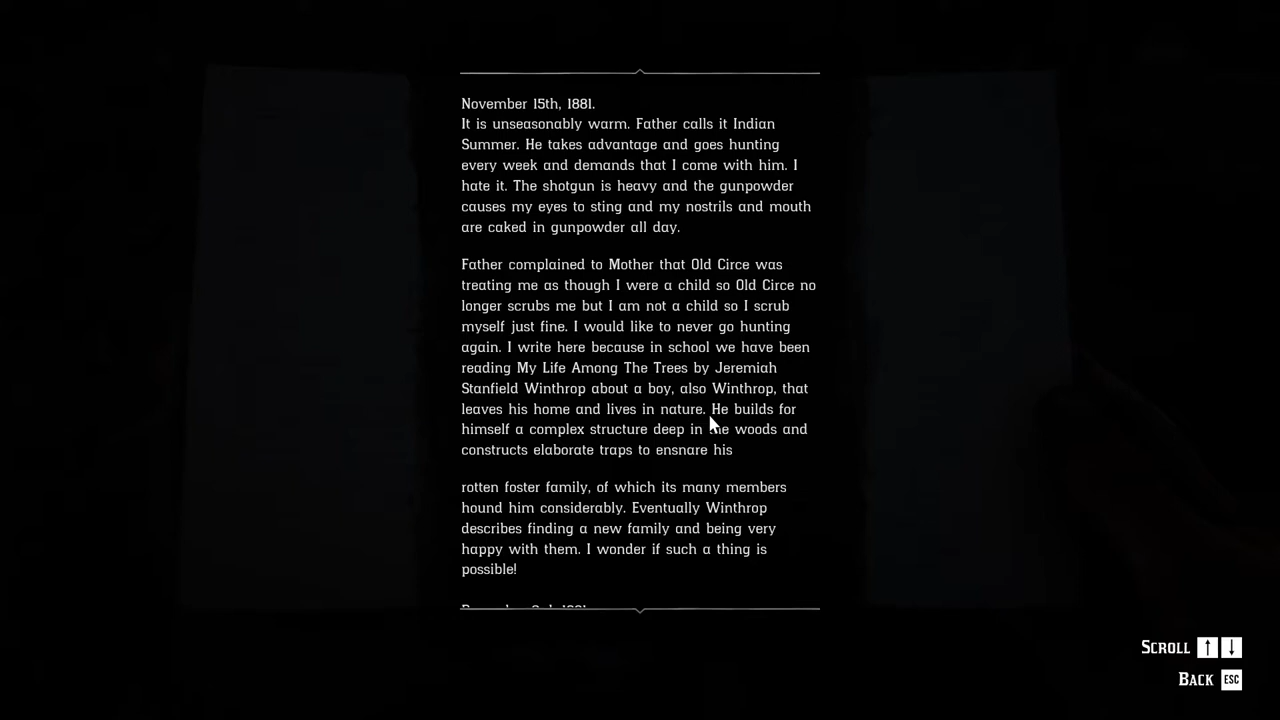 November 15th, 1881.
It is unseasonably warm. Father calls it Indian
Summer. He takes advantage and goes hunting
every week and demands that I come with him. I
hate it. The shotgun is heavy and the gunpowder
causes my eyes to sting and my nostrils and mouth
are caked in gunpowder all day.
Father complained to Mother that Old Circe was
treating me as though I were a child so Old Circe no
longer scrubs me but I am not a child so I scrub
myself just fine. I would like to never go hunting
again. I write here because in school we have been
reading My Life Among The Trees by Jeremiah
Stanfield Winthrop about a boy, also Winthrop, that
leaves his home and lives in nature. He builds for
himself a complex structure deep in the woods and
constructs elaborate traps to ensnare his
rotten foster family, of which its many members
hound him considerably. Eventually Winthrop
describes finding a new family and being very
happy with them. I wonder if such a thing is
possible!
SCROLL ↑ ↓
BACK ESC